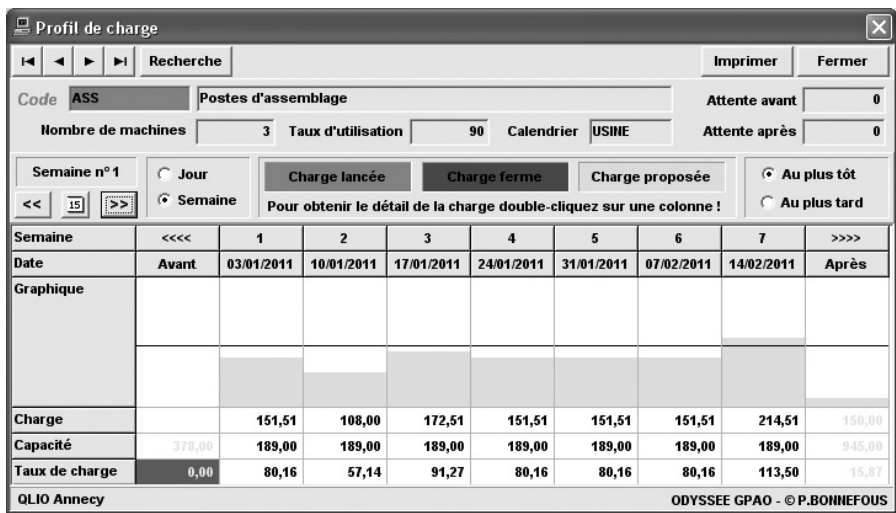 Profil de charge
Recherche Imprimer Fermer
Code ASS Postes d'assemblage Attente avant 0
Nombre de machines 3 Taux d'utilisation 90 Calendrier USINE Attente après 0
Semaine n° 1 Jour Charge lancée Charge ferme Charge proposée Au plus tôt
<< 15 >> Semaine Pour obtenir le détail de la charge double-cliquez sur une colonne ! Au plus tard
Semaine <<<< 1 2 3 4 5 6 7 >>>>
Date Avant 03/01/2011 10/01/2011 17/01/2011 24/01/2011 31/01/2011 07/02/2011 14/02/2011 Après
Graphique
Charge 151,51 108,00 172,51 151,51 151,51 151,51 214,51 150,00
Capacité 378,00 189,00 189,00 189,00 189,00 189,00 189,00 189,00 945,00
Taux de charge 0,00 80,16 57,14 91,27 80,16 80,16 80,16 113,50 15,87
QLIO Annecy ODYSSEE GPAO - © P.BONNEFOUS